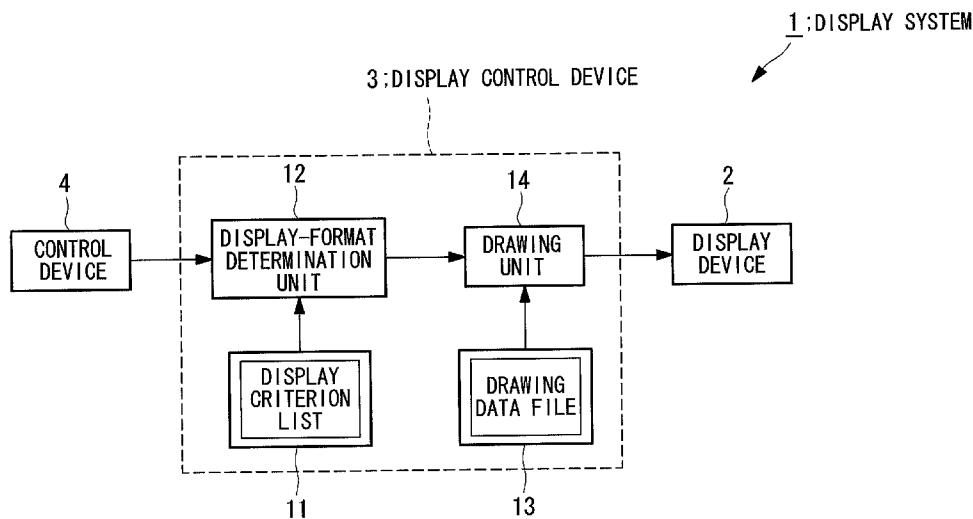 1;DISPLAY SYSTEM
3;DISPLAY CONTROL DEVICE
4
12
14
2
CONTROL
DEVICE
DISPLAY-FORMAT
DETERMINATION
UNIT
DRAWING
UNIT
DISPLAY
DEVICE
DISPLAY
CRITERION
LIST
DRAWING
DATA FILE
11
13